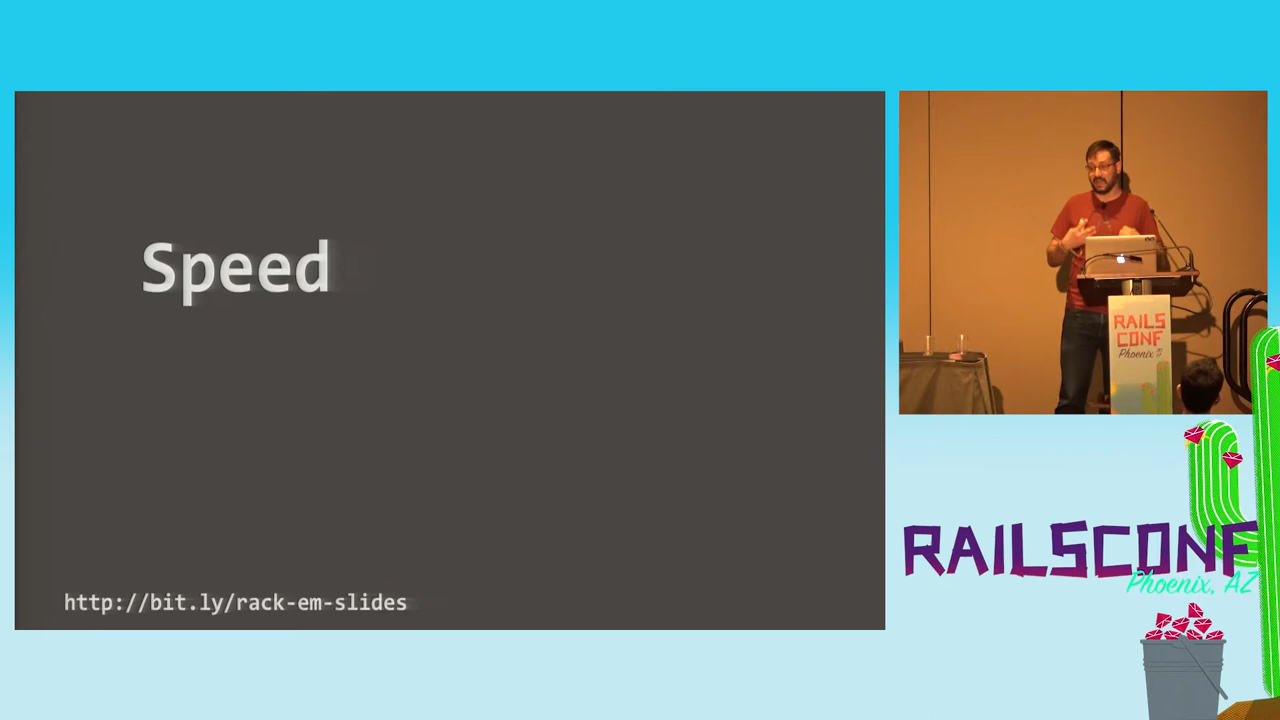 Speed
http://bit.ly/rack-em-slides
RAILS
CONF
Phoenix
RAILSCONF
Phoenix, AZ